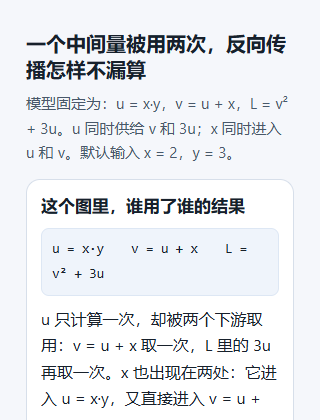 一个中间量被用两次，反向传
播怎样不漏算
模型固定为：u = x·y，v = u + x，L = v²
+ 3u。u 同时供给 v 和 3u；x 同时进入
u 和 v。默认输入 x = 2，y = 3。
这个图里，谁用了谁的结果
u = x·y v = u + x L =
v² + 3u
u 只计算一次，却被两个下游取
用：v = u + x 取一次，L 里的 3u
再取一次。x 也出现在两处：它进
入 u = x·y，又直接进入 v = u +